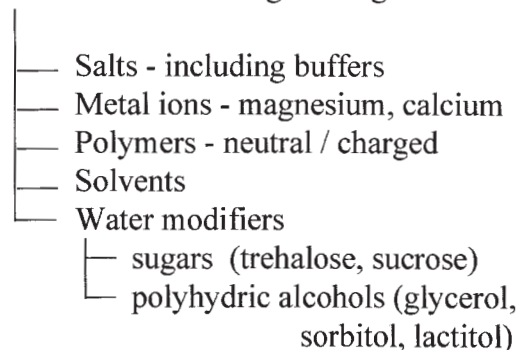 Salts - including buffers
Metal ions - magnesium, calcium
Polymers - neutral / charged
Solvents
Water modifiers
sugars (trehalose, sucrose)
polyhydric alcohols (glycerol,
sorbitol, lactitol)